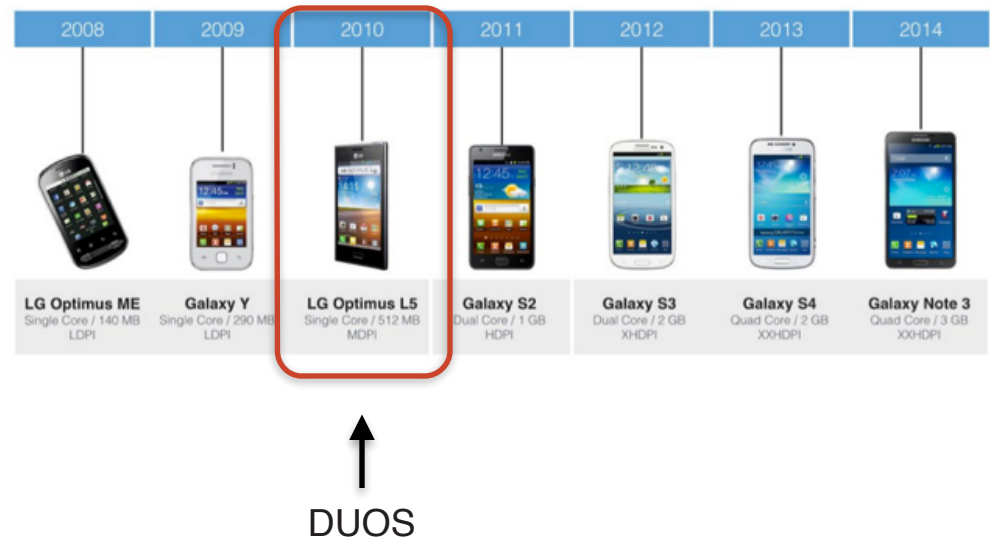 2008 2009 2010 2011 2012 2013 2014
LG Optimus ME Galaxy Y LG Optimus L5 Galaxy S2 Galaxy S3 Galaxy S4 Galaxy Note 3
Single Core / 140 MB Single Core / 290 MB Single Core / 512 MB Dual Core / 1 GB Dual Core / 2 GB Quad Core / 2 GB Quad Core / 3 GB
LDPI LDPI MDPI HDPI XHDPI XXHDPI XXHDPI
DUOS